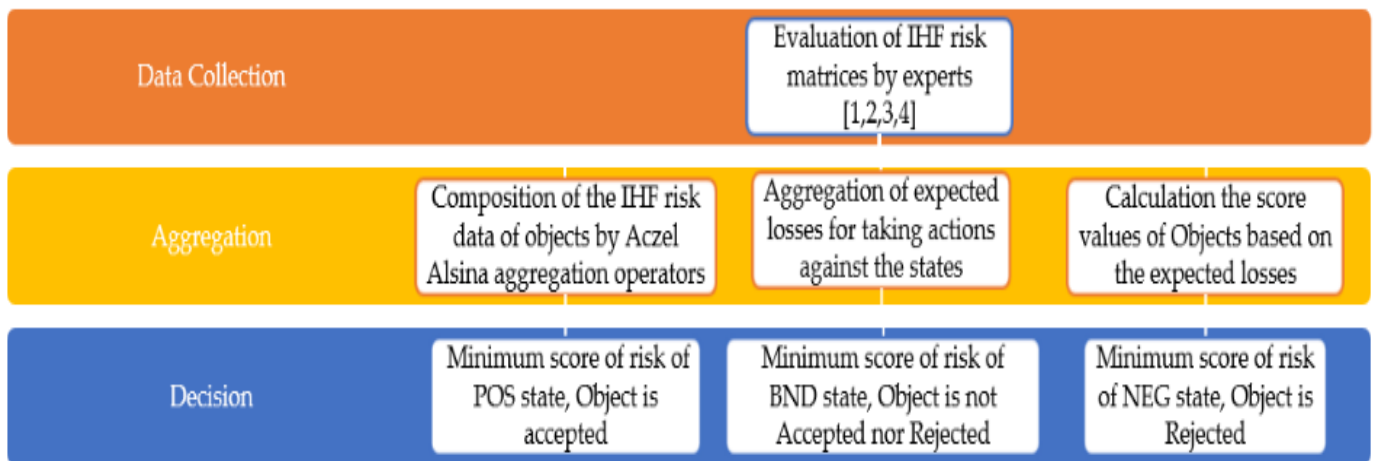 Data Collection
Evaluation of IHF risk
matrices by experts
[1,2,3,4]
Aggregation
Composition of the IHF risk
data of objects by Aczel
Alsina aggregation operators
Aggregation of expected
losses for taking actions
against the states
Calculation the score
values of Objects based on
the expected losses
Decision
Minimum score of risk of
POS state, Object is
accepted
Minimum score of risk of
BND state, Object is not
Accepted nor Rejected
Minimum score of risk
of NEG state, Object is
Rejected